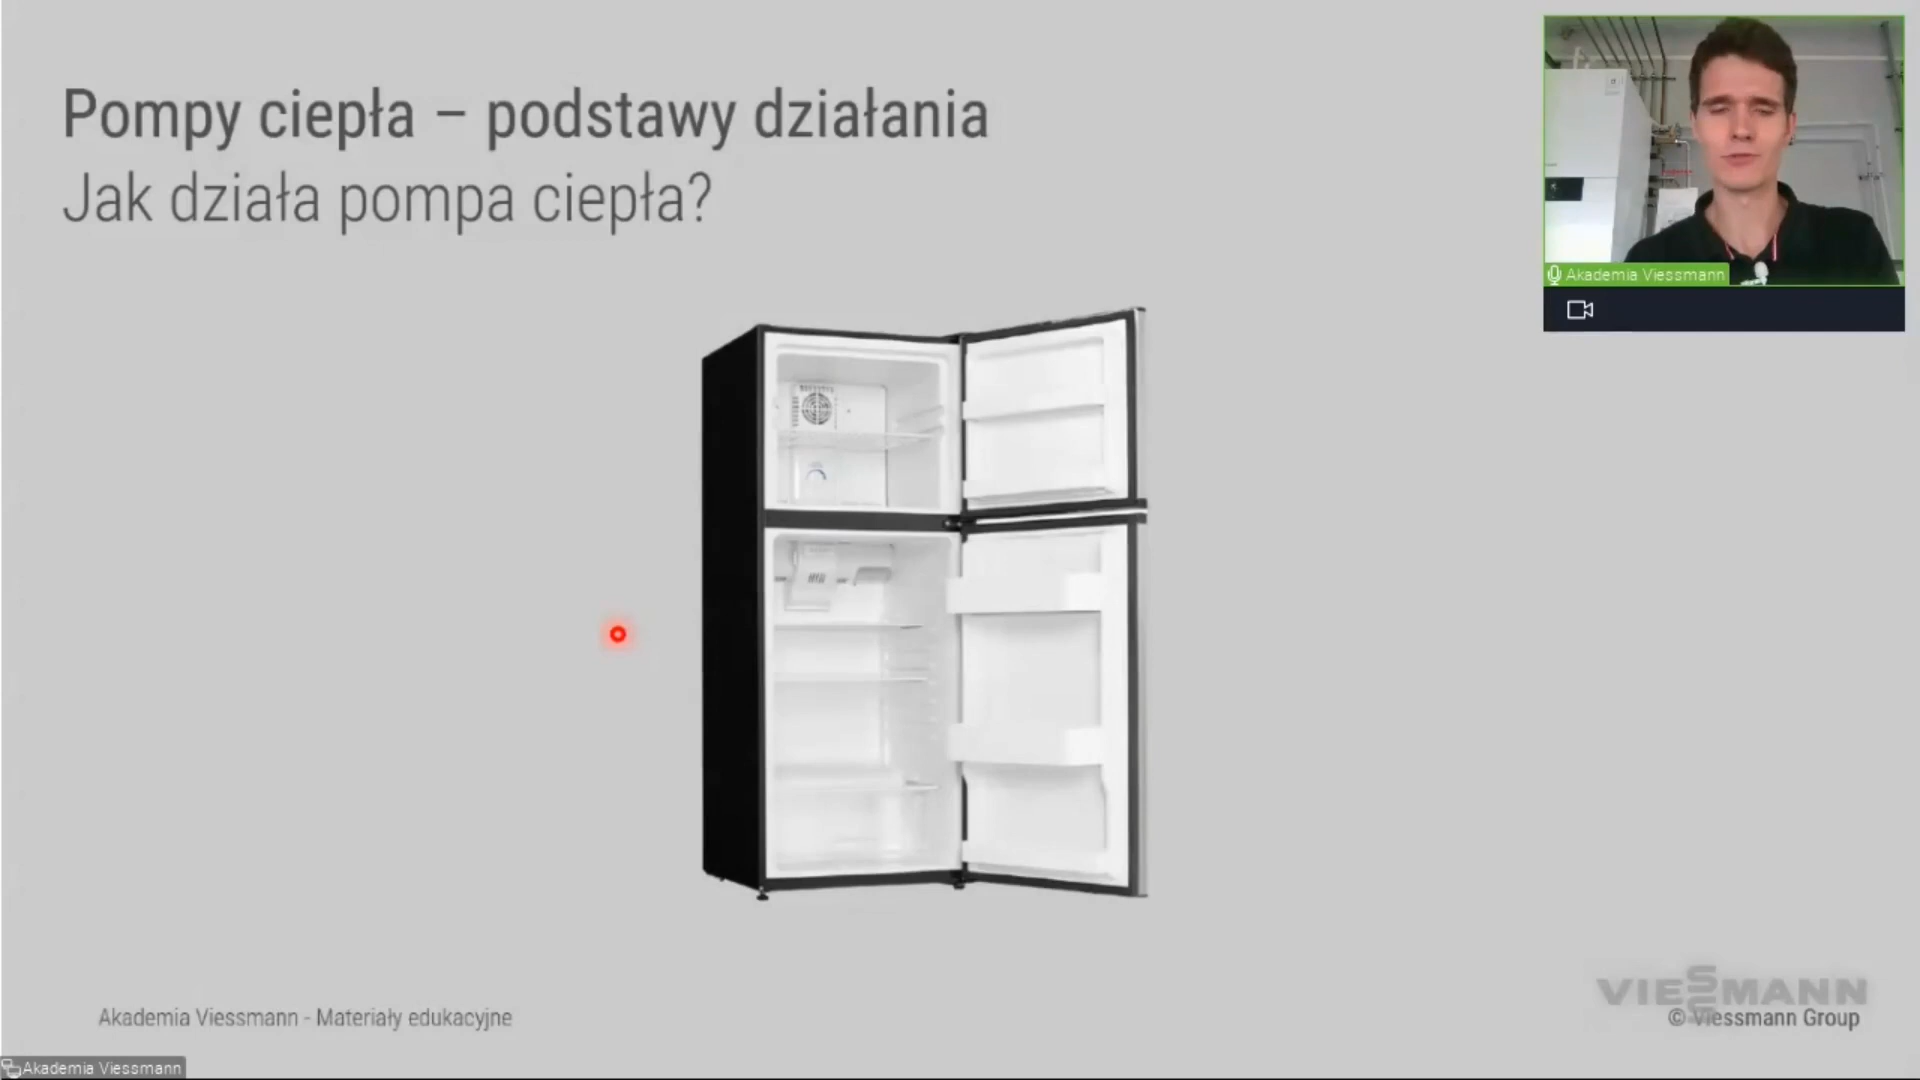 Pompy ciepła – podstawy działania
Jak działa pompa ciepła?
Akademia Viessmann
Akademia Viessmann - Materiały edukacyjne
VIESSMANN
© Viessmann Group
Akademia Viessmann